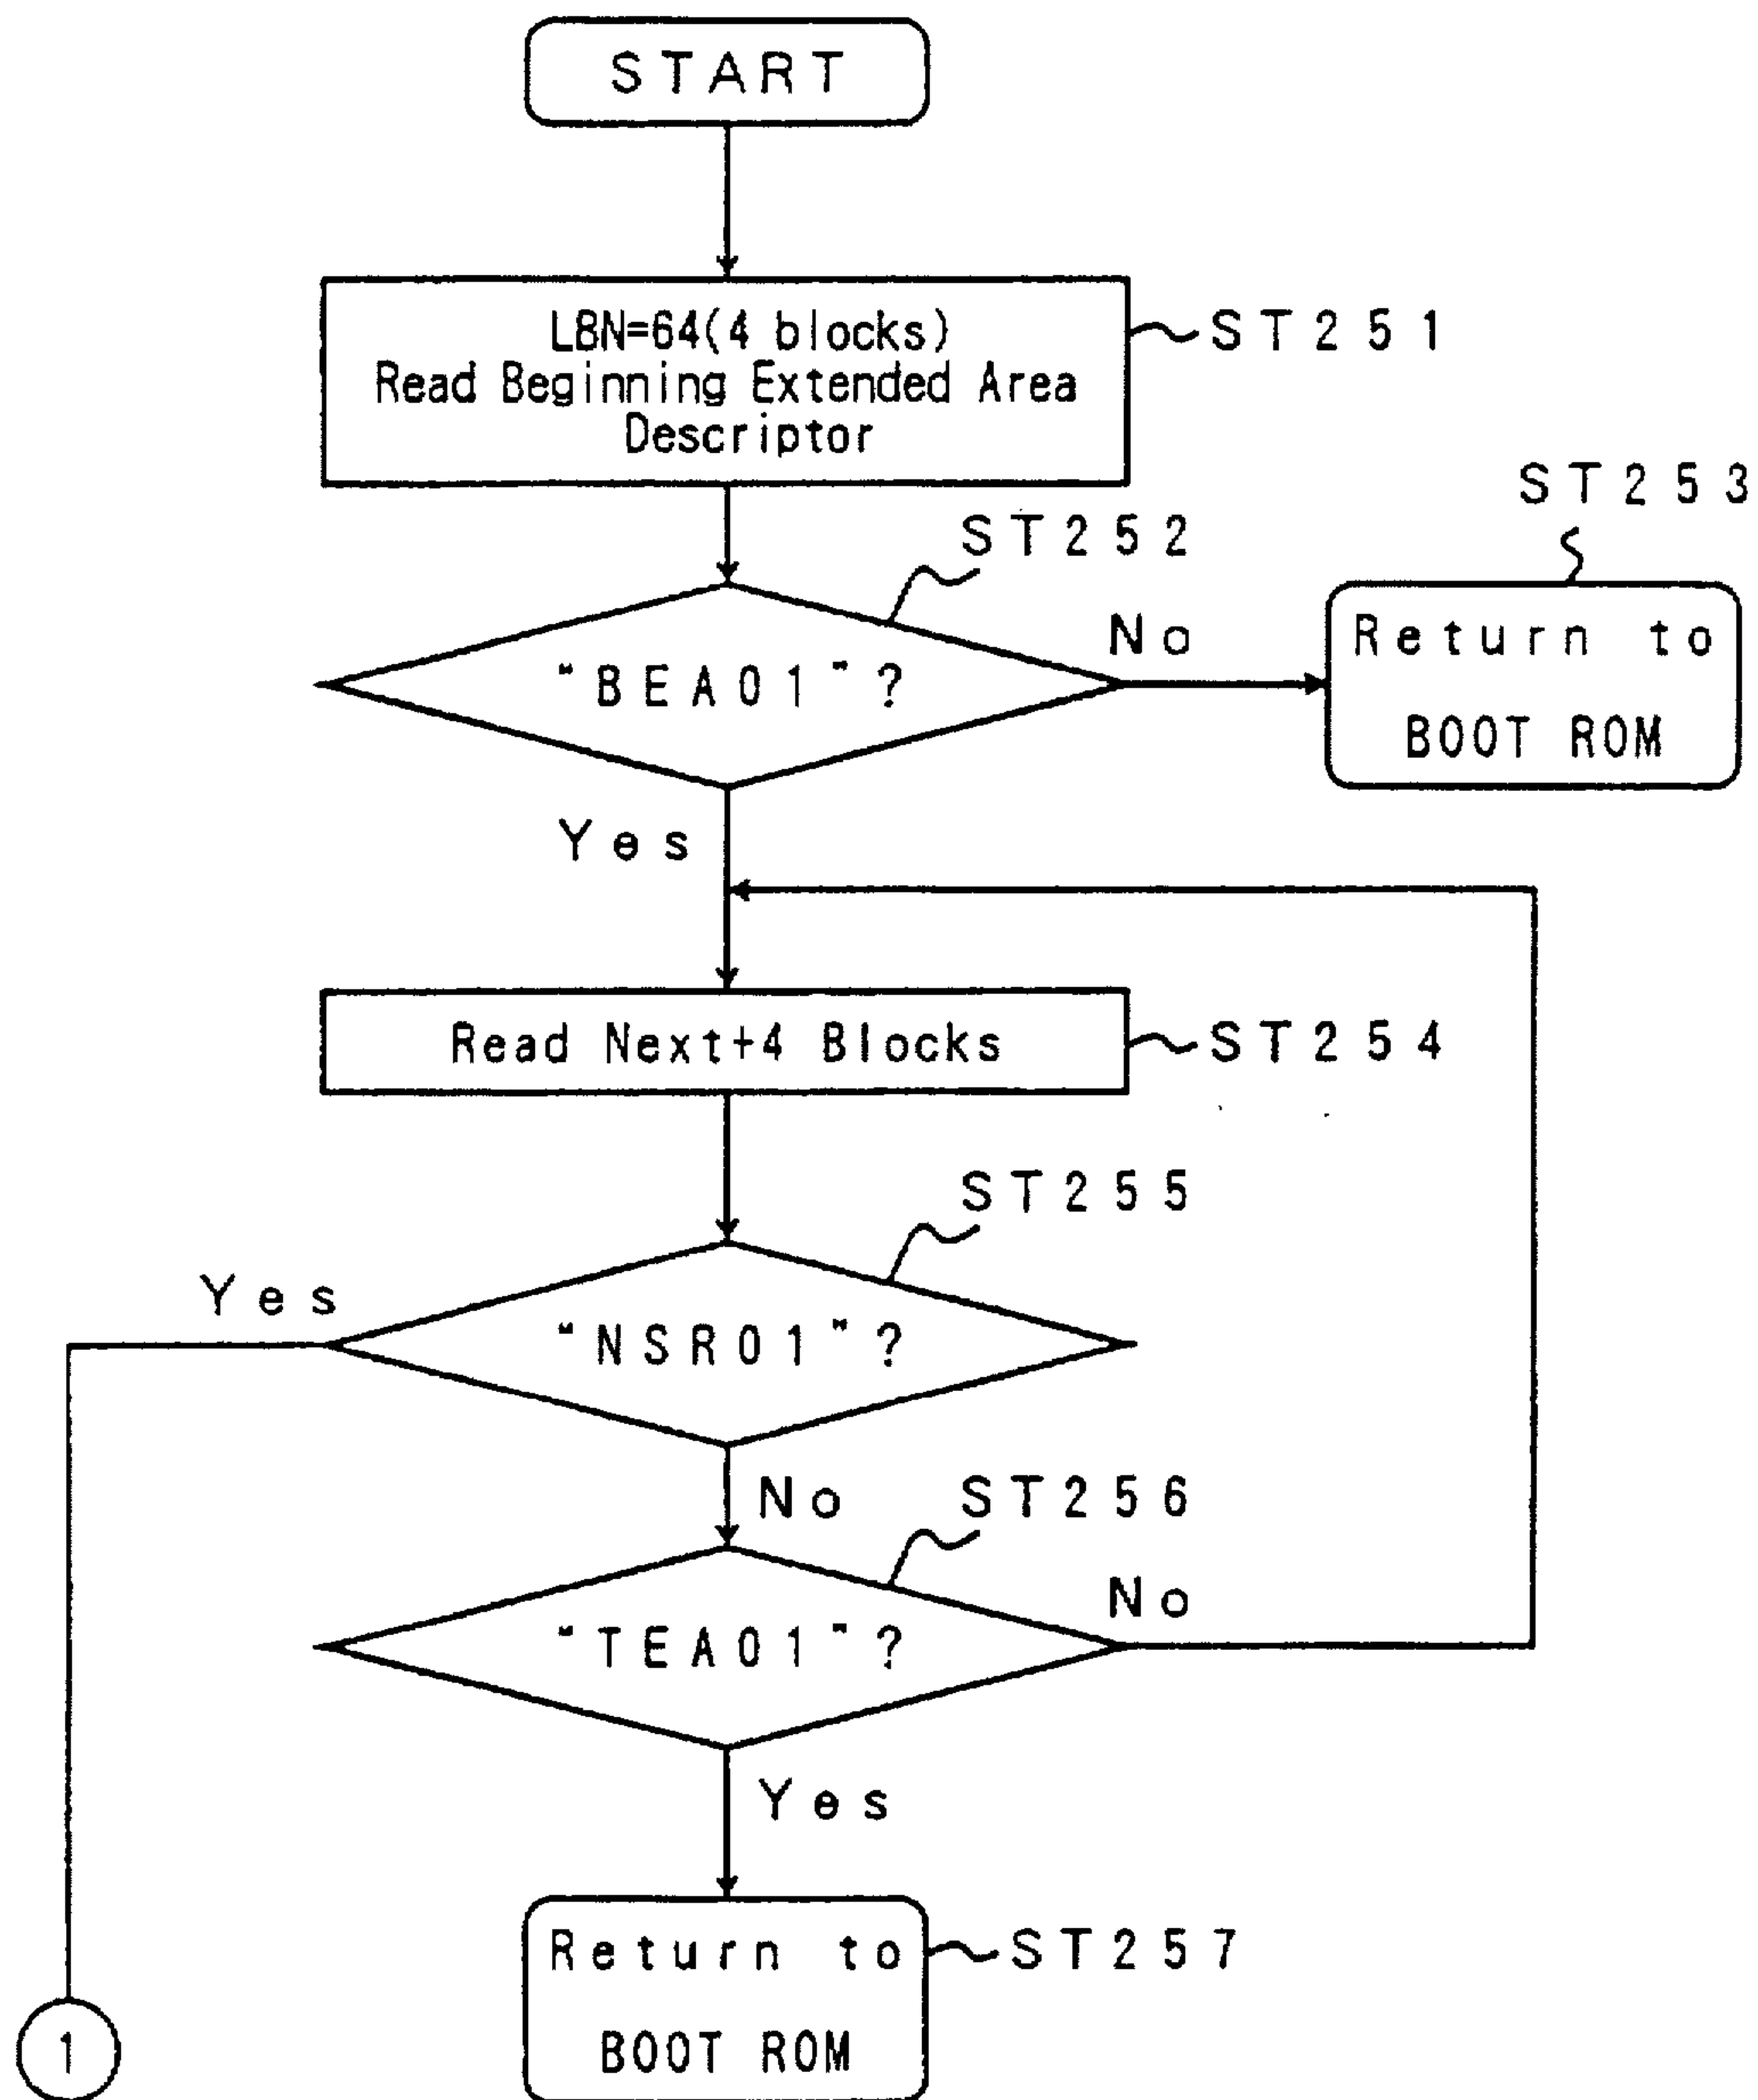 START
LBN=64(4 blocks)
Read Beginning Extended Area
Descriptor
ST251
ST252
"BEA01"?
No
ST253
Return to
BOOT ROM
Yes
Read Next+4 Blocks
ST254
ST255
Yes
"NSR01"?
No
ST256
"TEA01"?
No
Yes
Return to
BOOT ROM
ST257
1